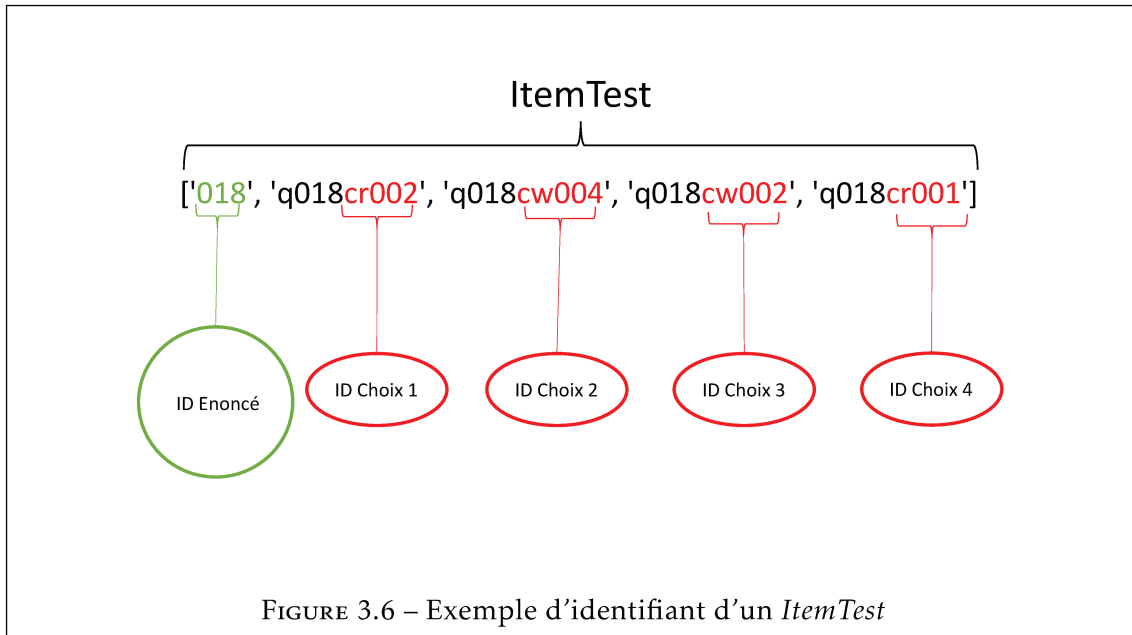 ItemTest
['018', 'q018cr002', 'q018cw004', 'q018cw002', 'q018cr001']
ID Enoncé
ID Choix 1
ID Choix 2
ID Choix 3
ID Choix 4
FIGURE 3.6 – Exemple d'identifiant d'un ItemTest